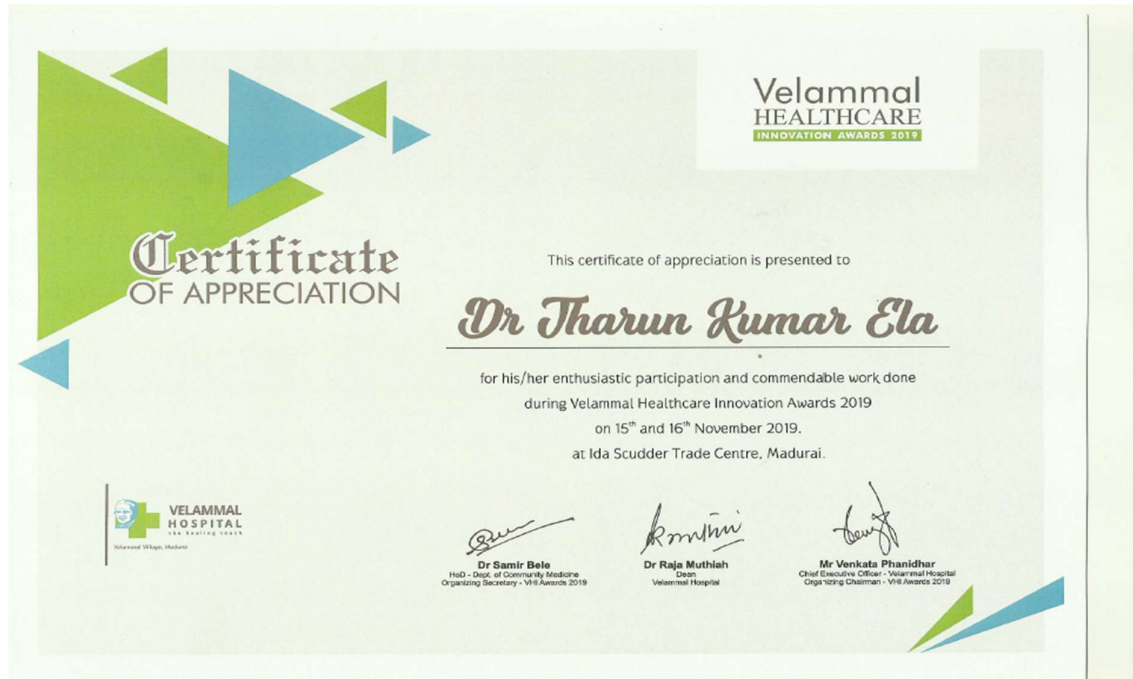 Velammal
HEALTHCARE
INNOVATION AWARDS 2019
Certificate
OF APPRECIATION
This certificate of appreciation is presented to
Dr Tharun Kumar Ela
for his/her enthusiastic participation and commendable work done
during Velammal Healthcare Innovation Awards 2019
on 15th and 16th November 2019.
at Ida Scudder Trade Centre, Madurai.
VELAMMAL
HOSPITAL
the healing touch
Velammal Village, Madurai
Dr Samir Bele
HoD - Dept. of Community Medicine
Organizing Secretary - VHI Awards 2019
Dr Raja Muthiah
Dean
Velammal Hospital
Mr Venkata Phanidhar
Chief Executive Officer - Velammal Hospital
Organizing Chairman - VHI Awards 2019